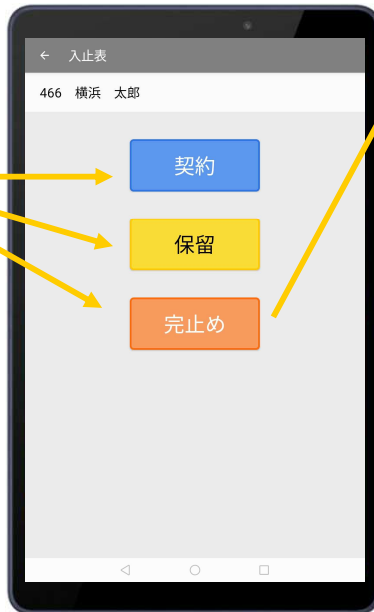 ← 入止表
466 横浜 太郎
契約
保留
完止め